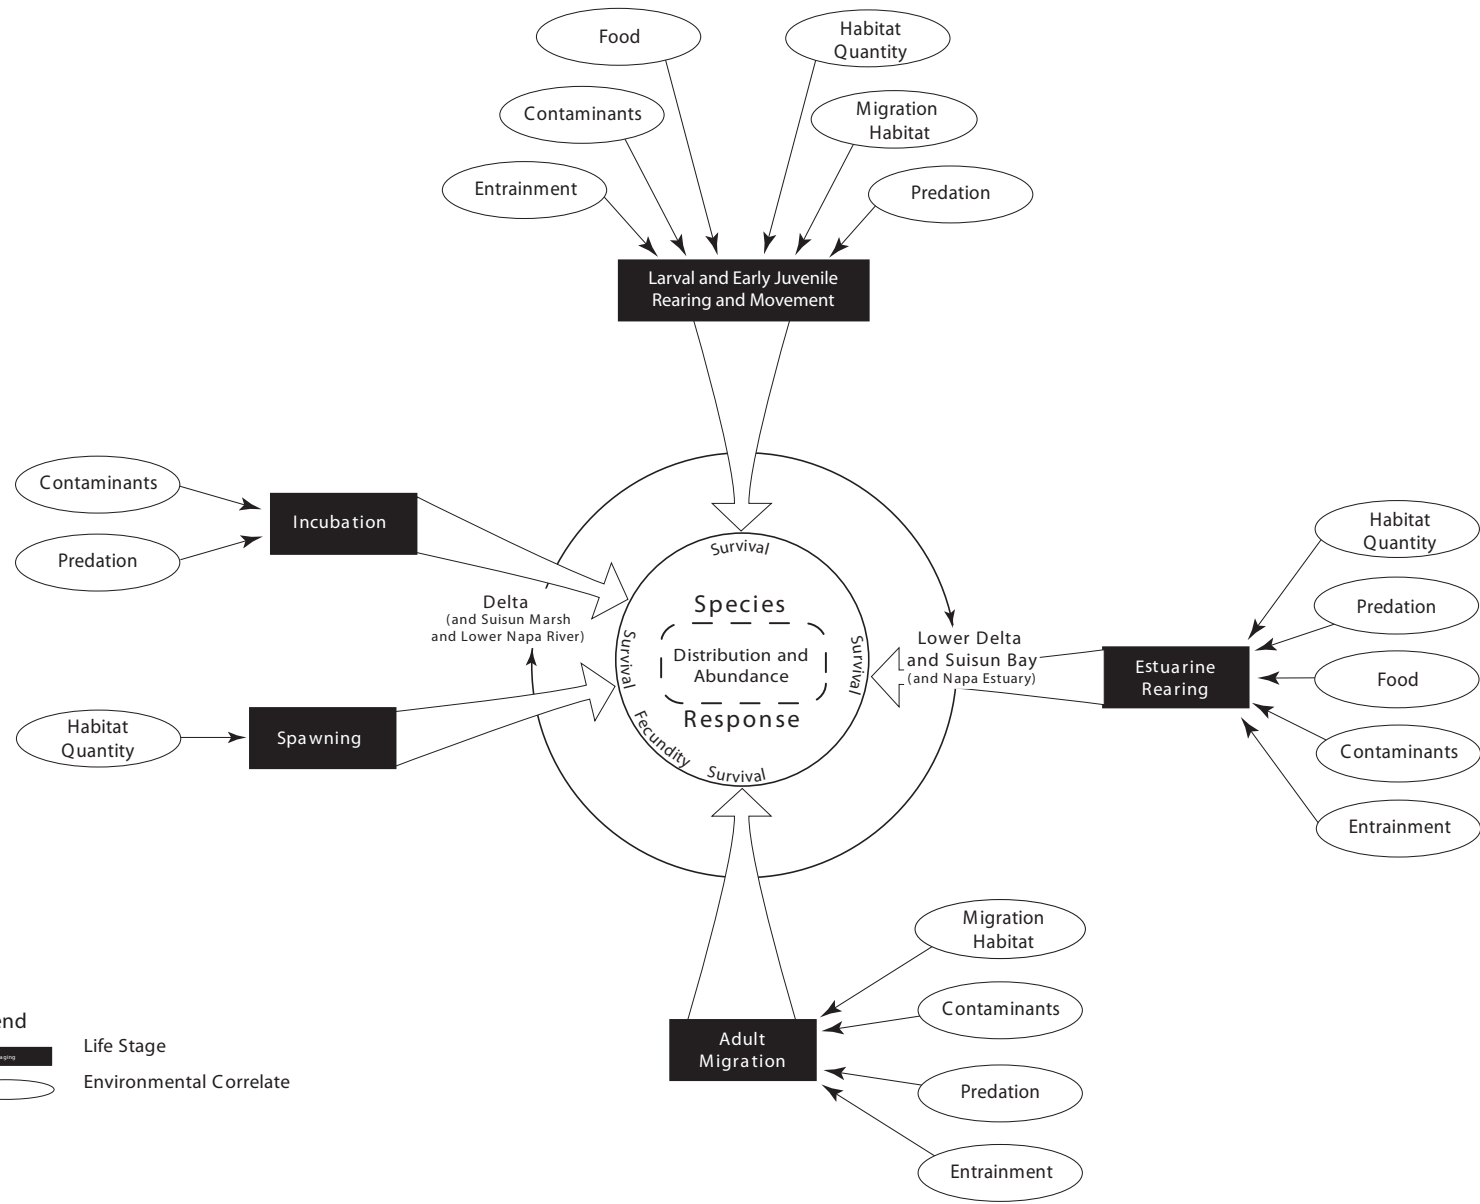 Food
Habitat
Quantity
Contaminants
Migration
Habitat
Entrainment
Predation
Larval and Early Juvenile
Rearing and Movement
Contaminants
Incubation
Predation
Habitat
Quantity
Spawning
Delta
(and Suisun Marsh
and Lower Napa River)
Survival
Species
Distribution and
Abundance
Response
Survival
Survival
Fecundity
Survival
Lower Delta
and Suisun Bay
(and Napa Estuary)
Estuarine
Rearing
Habitat
Quantity
Predation
Food
Contaminants
Entrainment
Adult
Migration
Migration
Habitat
Contaminants
Predation
Entrainment
end
aging
Life Stage
Environmental Correlate